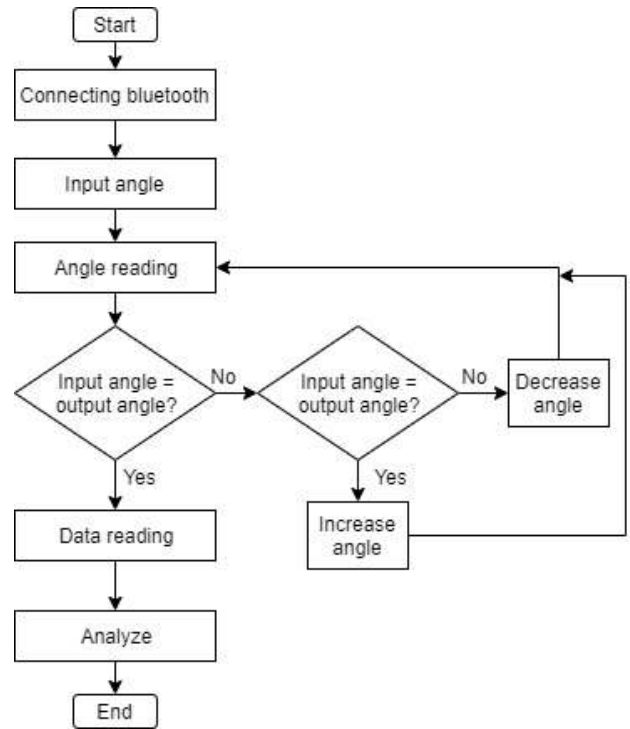 Start
Connecting bluetooth
Input angle
Angle reading
Input angle =
output angle?
No
Input angle =
output angle?
No
Decrease
angle
Yes
Yes
Data reading
Increase
angle
Analyze
End